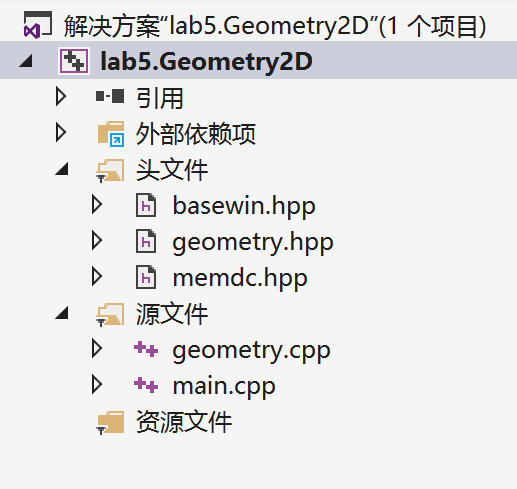 解决方案“lab5.Geometry2D”(1 个项目)
lab5.Geometry2D
引用
外部依赖项
头文件
basewin.hpp
geometry.hpp
memdc.hpp
源文件
geometry.cpp
main.cpp
资源文件